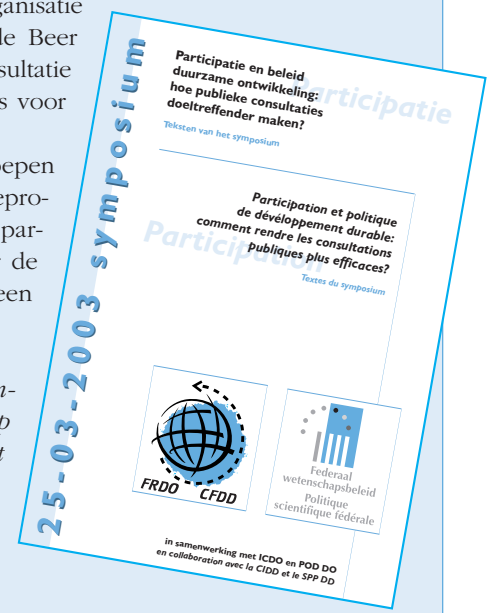 ganisatie
de Beer
sultatie
s voor
epen
epro-
par-
de
een
n-
p
t
25-03-2003 symposium
Participatie
Participatie en beleid
duurzame ontwikkeling:
hoe publieke consultaties
doeltreffender maken?
Teksten van het symposium
Participation
Participation et politique
de dévéloppement durable:
comment rendre les consultations
publiques plus efficaces?
Textes du symposium
FRDO CFDD
Federaal
wetenschapsbeleid
Politique
scientifique fédérale
in samenwerking met ICDO en POD DO
en collaboration avec la CIDD et le SPP DD